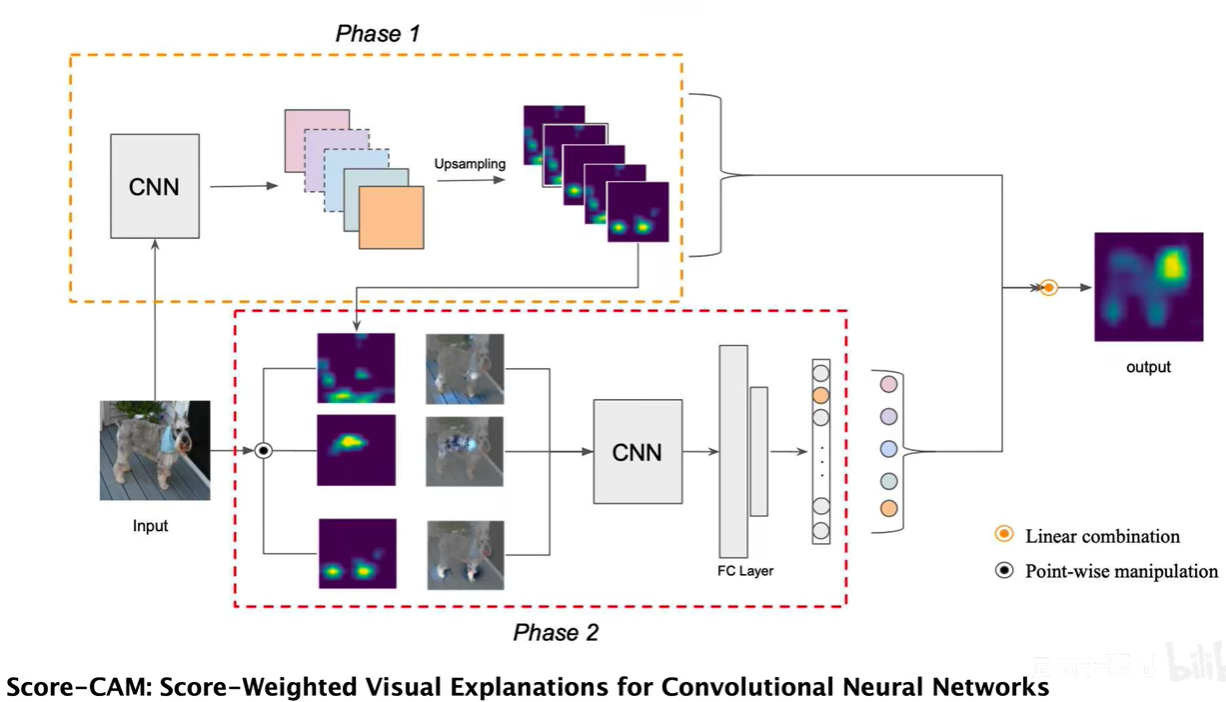 Phase 1
CNN
Upsampling
output
Input
CNN
FC Layer
Linear combination
Point-wise manipulation
Phase 2
Score-CAM: Score-Weighted Visual Explanations for Convolutional Neural Networks